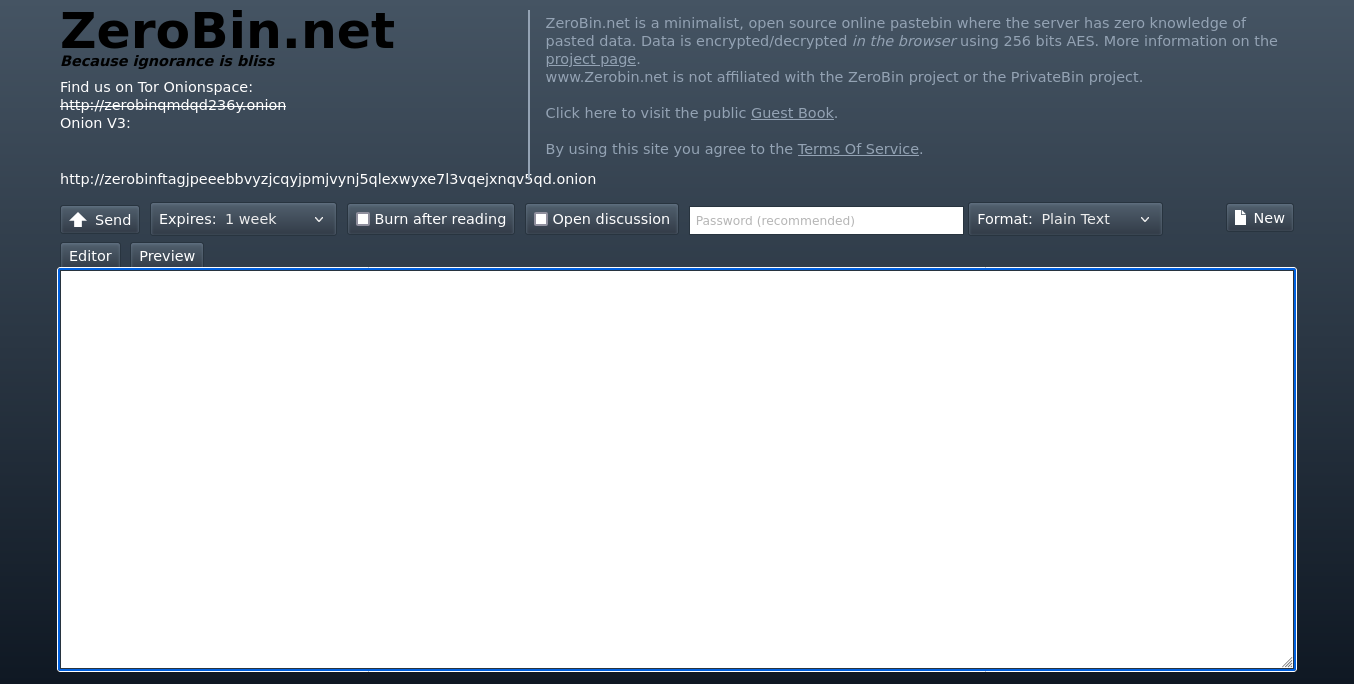 ZeroBin.net
Because ignorance is bliss
Find us on Tor Onionspace:
http://zerobinqmdqd236y.onion
Onion V3:
http://zerobinftagjpeeebbvyzjcqyjpmjvynj5qlexwyxe7l3vqejxnqv5qd.onion
ZeroBin.net is a minimalist, open source online pastebin where the server has zero knowledge of
pasted data. Data is encrypted/decrypted in the browser using 256 bits AES. More information on the
project page.
www.Zerobin.net is not affiliated with the ZeroBin project or the PrivateBin project.
Click here to visit the public Guest Book.
By using this site you agree to the Terms Of Service.
Send
Expires: 1 week
Burn after reading
Open discussion
Password (recommended)
Format: Plain Text
New
Editor
Preview